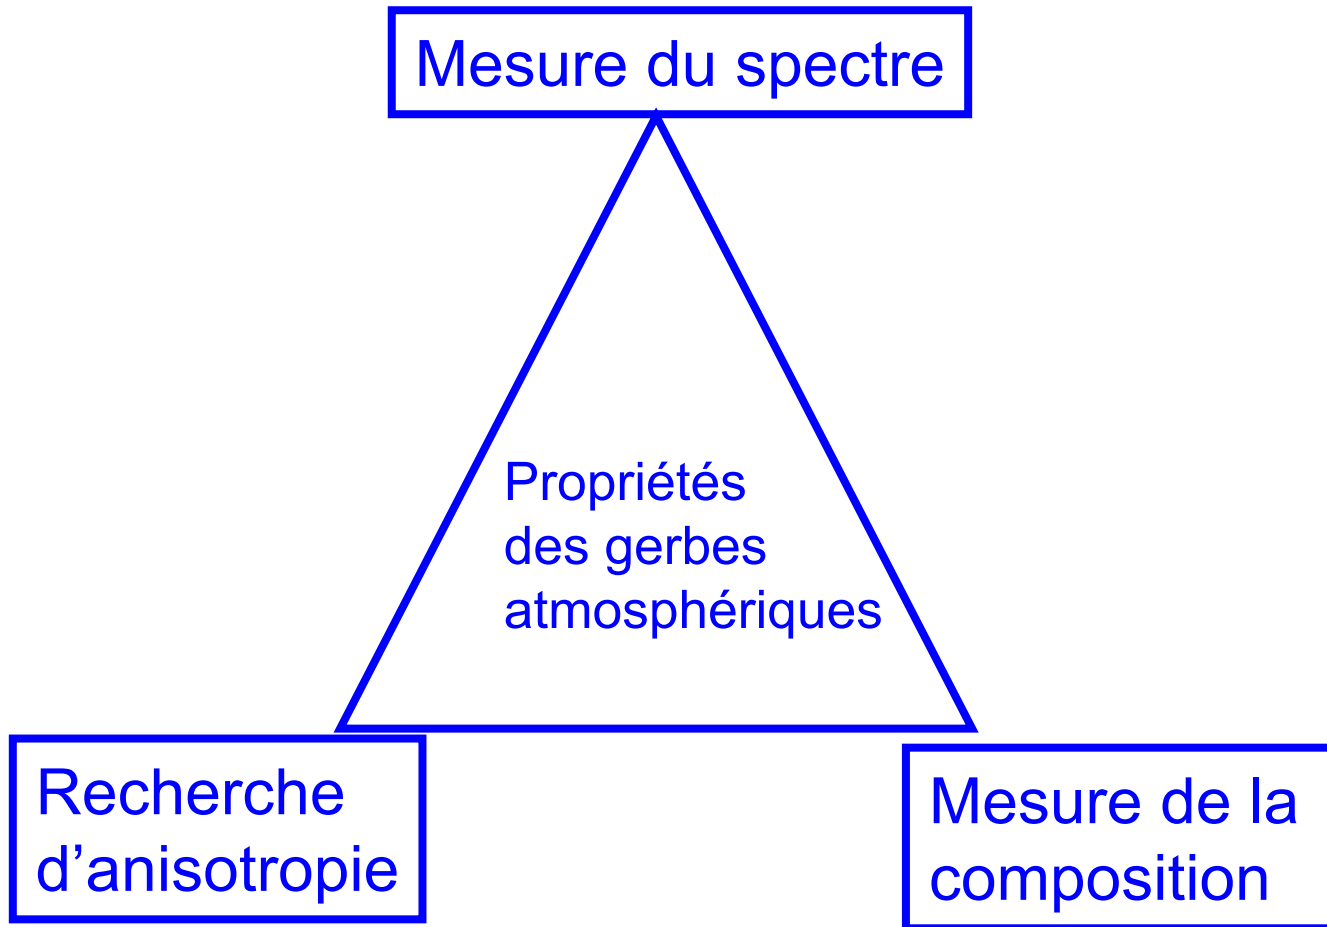 Mesure du spectre
Propriétés
des gerbes
atmosphériques
Recherche
d’anisotropie
Mesure de la
composition